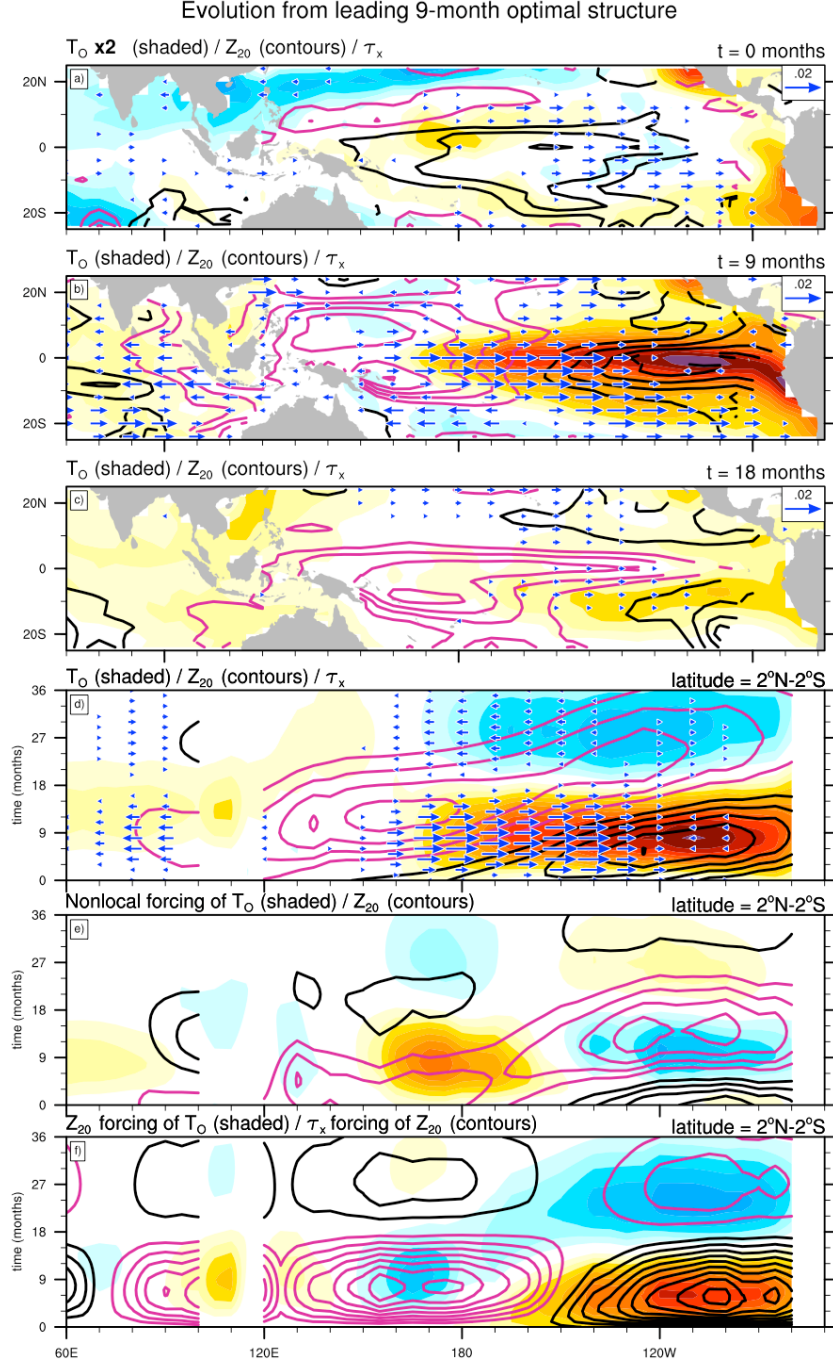 Evolution from leading 9-month optimal structure
T_O x2 (shaded) / Z_20 (contours) / τ_x t = 0 months
a) .02
20N
0
20S
T_O (shaded) / Z_20 (contours) / τ_x t = 9 months
b) .02
20N
0
20S
T_O (shaded) / Z_20 (contours) / τ_x t = 18 months
c) .02
20N
0
20S
T_O (shaded) / Z_20 (contours) / τ_x latitude = 2°N-2°S
d)
36
27
18
9
0
time (months)
Nonlocal forcing of T_O (shaded) / Z_20 (contours) latitude = 2°N-2°S
e)
36
27
18
9
0
time (months)
Z_20 forcing of T_O (shaded) / τ_x forcing of Z_20 (contours) latitude = 2°N-2°S
f)
36
27
18
9
0
time (months)
60E 120E 180 120W